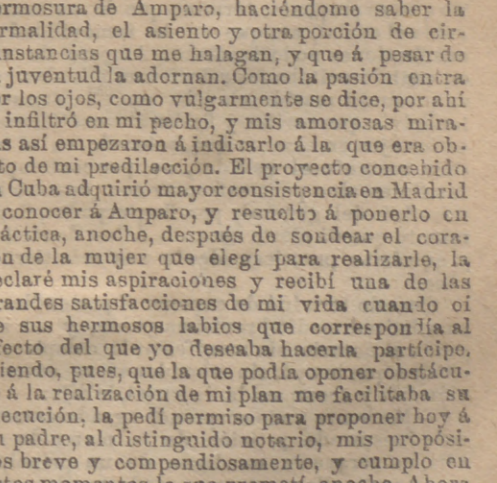 ermosura de Amparo, haciéndome saber la
rmalidad, el asiento y otra porción de cir-
unstancias que me halagan, y que á pesar de
juventud la adornan. Como la pasión entra
r los ojos, como vulgarmente se dice, por ahí
infiltró en mi pecho, y mis amorosas mira-
s así empezaron á indicarlo á la que era ob-
to de mi predilección. El proyecto concebido
Cuba adquirió mayor consistencia en Madrid
conocer á Amparo, y resuelto á ponerlo en
áctica, anoche, después de sondear el cora-
n de la mujer que elegí para realizarle, la
eclaré mis aspiraciones y recibí una de las
randes satisfacciones de mi vida cuando oí
e sus hermosos labios que correspondía al
fecto del que yo deseaba hacerla partícipe.
iendo, pues, que la que podía oponer obstácu-
á la realización de mi plan me facilitaba su
ecución, la pedí permiso para proponer hoy á
u padre, al distinguido notario, mis propósi-
os breve y compendiosamente, y cumplo en